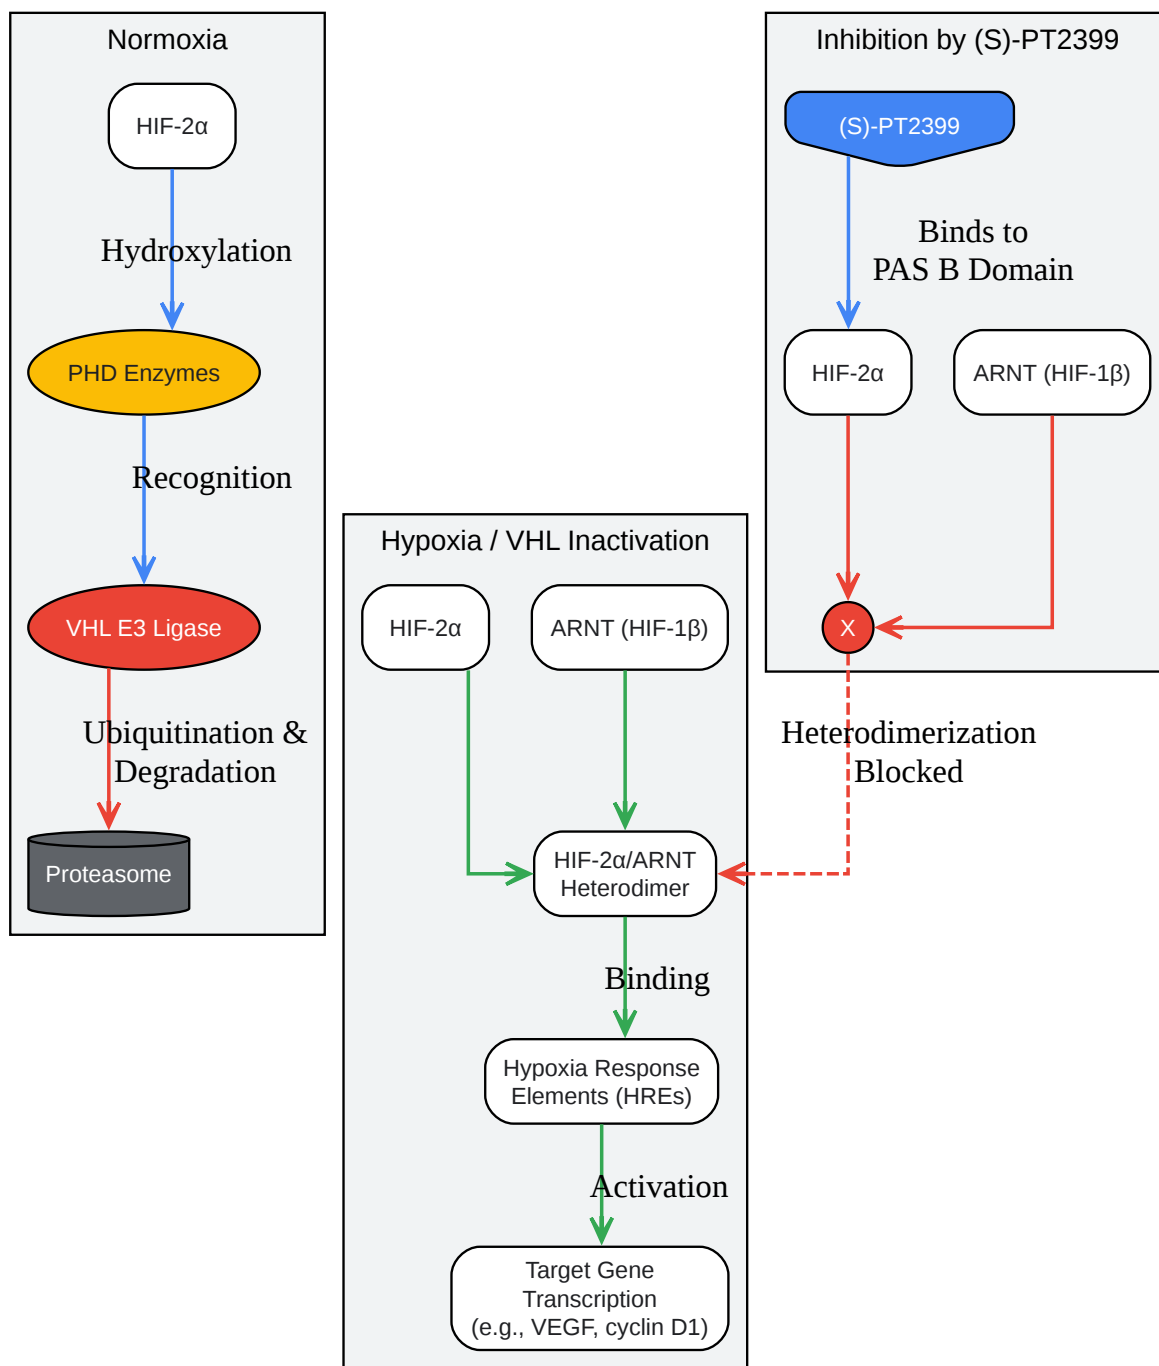 Normoxia
HIF-2α
Hydroxylation
PHD Enzymes
Recognition
VHL E3 Ligase
Ubiquitination &
Degradation
Proteasome
Hypoxia / VHL Inactivation
HIF-2α
ARNT (HIF-1β)
HIF-2α/ARNT
Heterodimer
Binding
Hypoxia Response
Elements (HREs)
Activation
Target Gene
Transcription
(e.g., VEGF, cyclin D1)
Inhibition by (S)-PT2399
(S)-PT2399
Binds to
PAS B Domain
HIF-2α
ARNT (HIF-1β)
X
Heterodimerization
Blocked